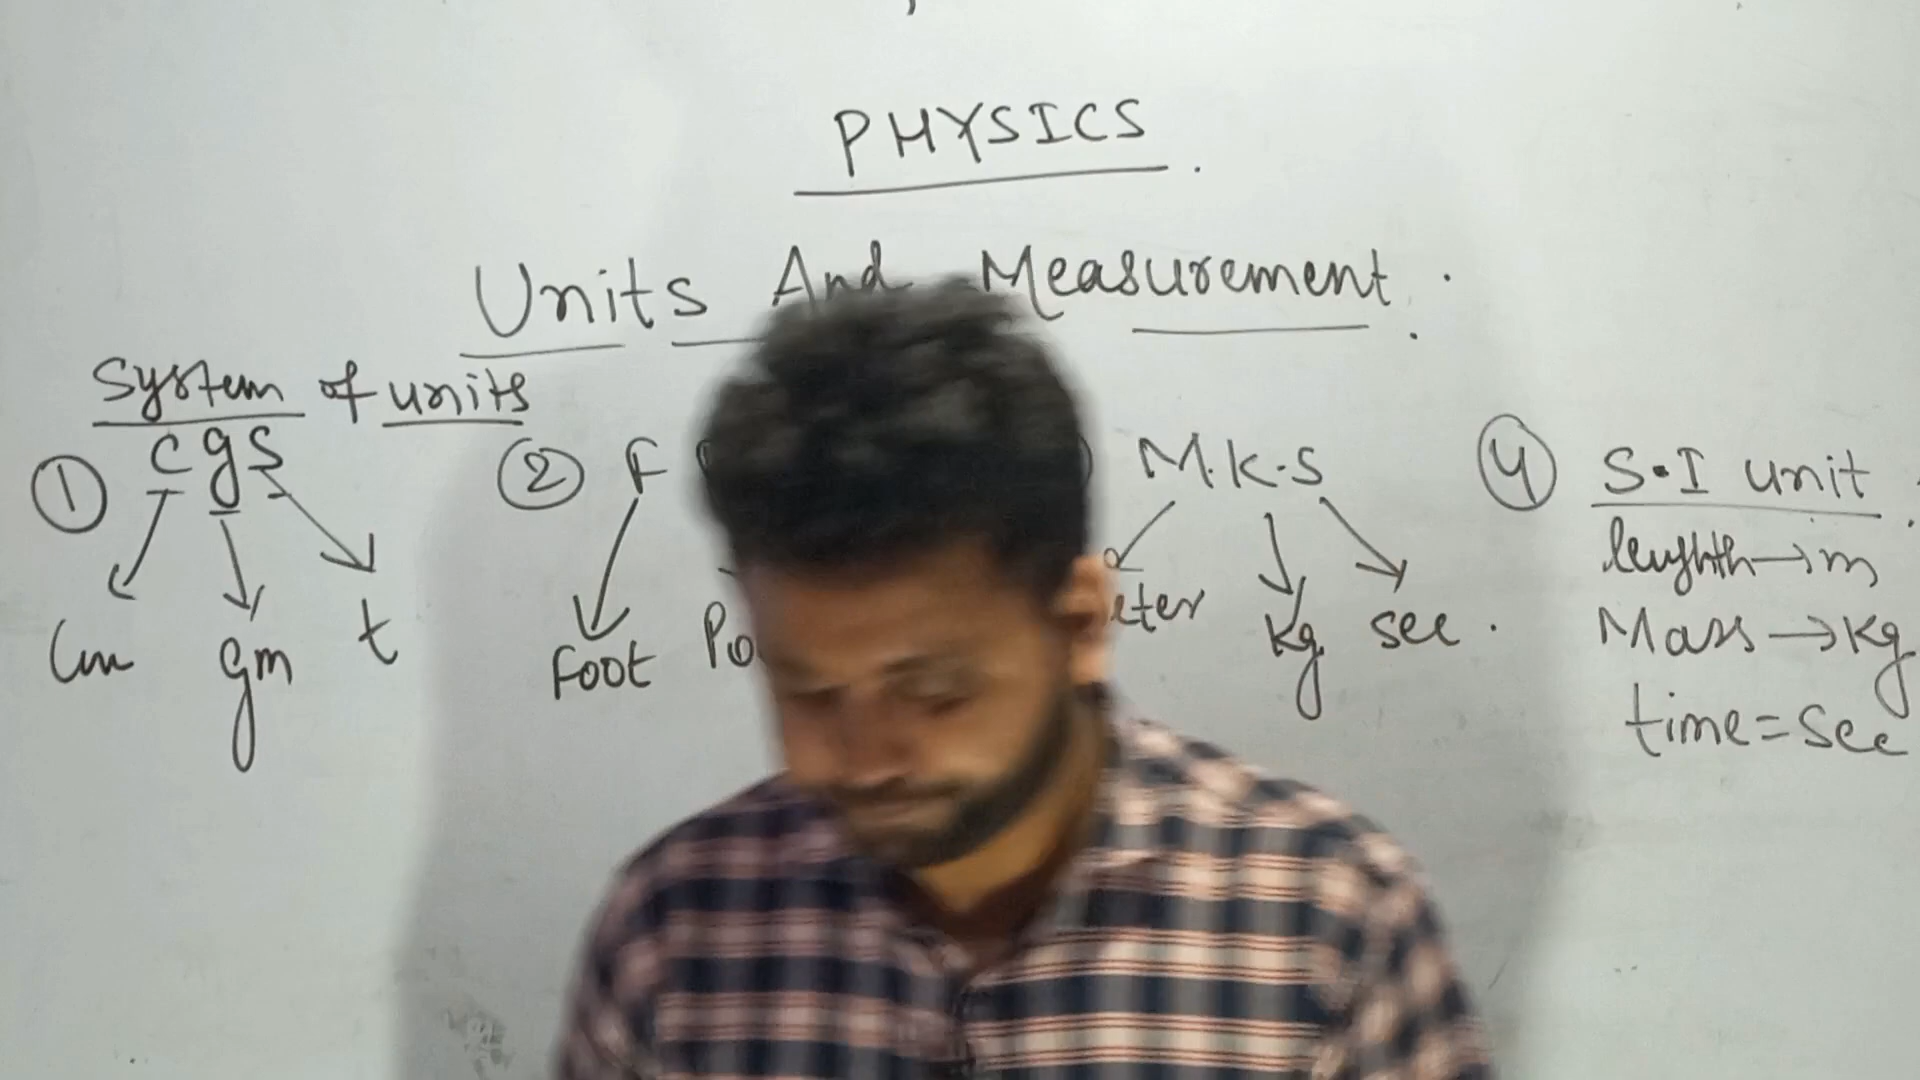 PHYSICS
Units And Measurement.
System of units
① cgs
cm gm t
② F
Foot
M.K.S
eter kg sec.
④ S.I unit
length→m
Mass→kg
time=Sec